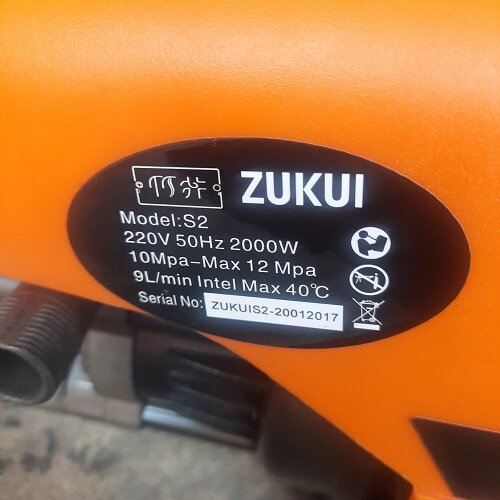 ZUKUI
Model:S2
220V 50Hz 2000W
10Mpa-Max 12 Mpa
9L/min Intel Max 40℃
Serial No: ZUKUIS2-20012017